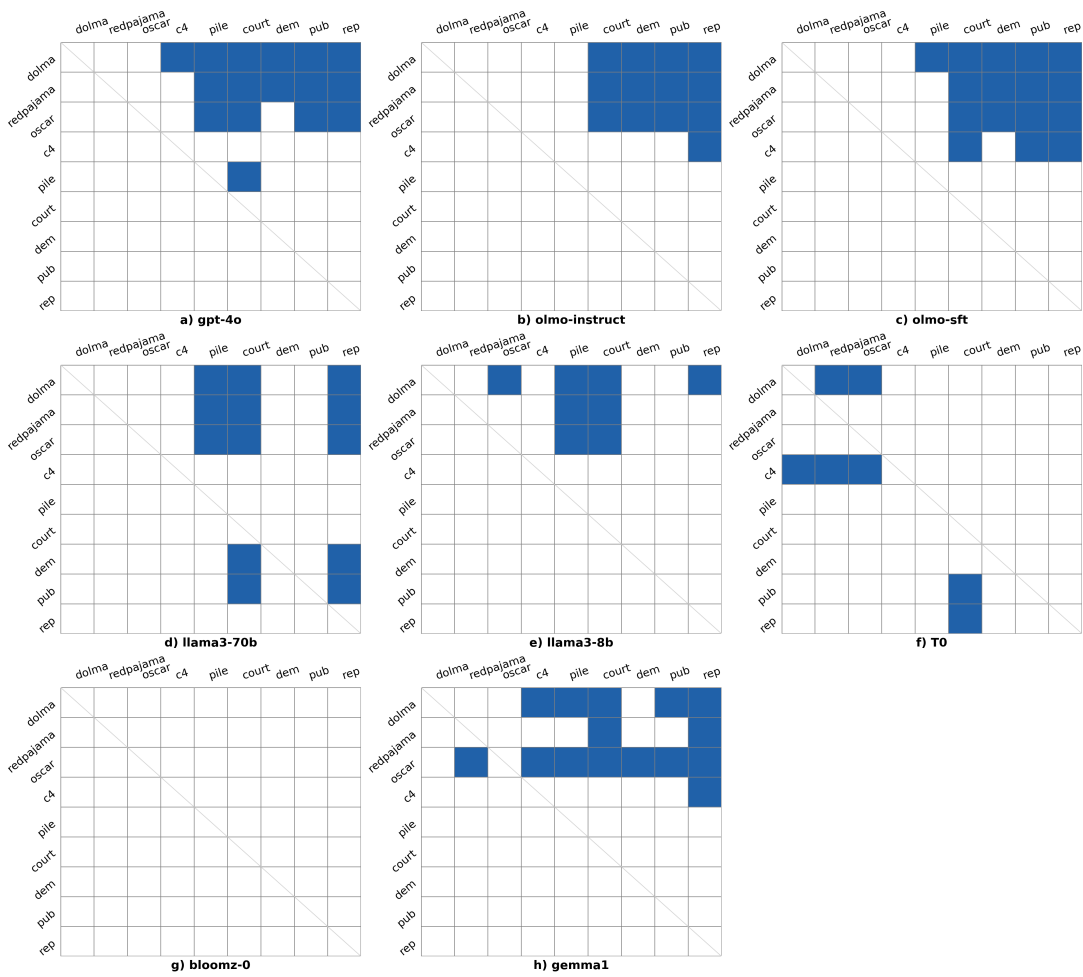 dolma redpajama oscar c4 pile court dem pub rep
dolma redpajama oscar c4 pile court dem pub rep
dolma redpajama oscar c4 pile court dem pub rep
dolma
redpajama
oscar
c4
pile
court
dem
pub
rep
a) gpt-4o
dolma
redpajama
oscar
c4
pile
court
dem
pub
rep
b) olmo-instruct
dolma
redpajama
oscar
c4
pile
court
dem
pub
rep
c) olmo-sft
dolma redpajama oscar c4 pile court dem pub rep
dolma redpajama oscar c4 pile court dem pub rep
dolma redpajama oscar c4 pile court dem pub rep
dolma
redpajama
oscar
c4
pile
court
dem
pub
rep
d) llama3-70b
dolma
redpajama
oscar
c4
pile
court
dem
pub
rep
e) llama3-8b
dolma
redpajama
oscar
c4
pile
court
dem
pub
rep
f) T0
dolma redpajama oscar c4 pile court dem pub rep
dolma redpajama oscar c4 pile court dem pub rep
dolma
redpajama
oscar
c4
pile
court
dem
pub
rep
g) bloomz-0
dolma
redpajama
oscar
c4
pile
court
dem
pub
rep
h) gemma1